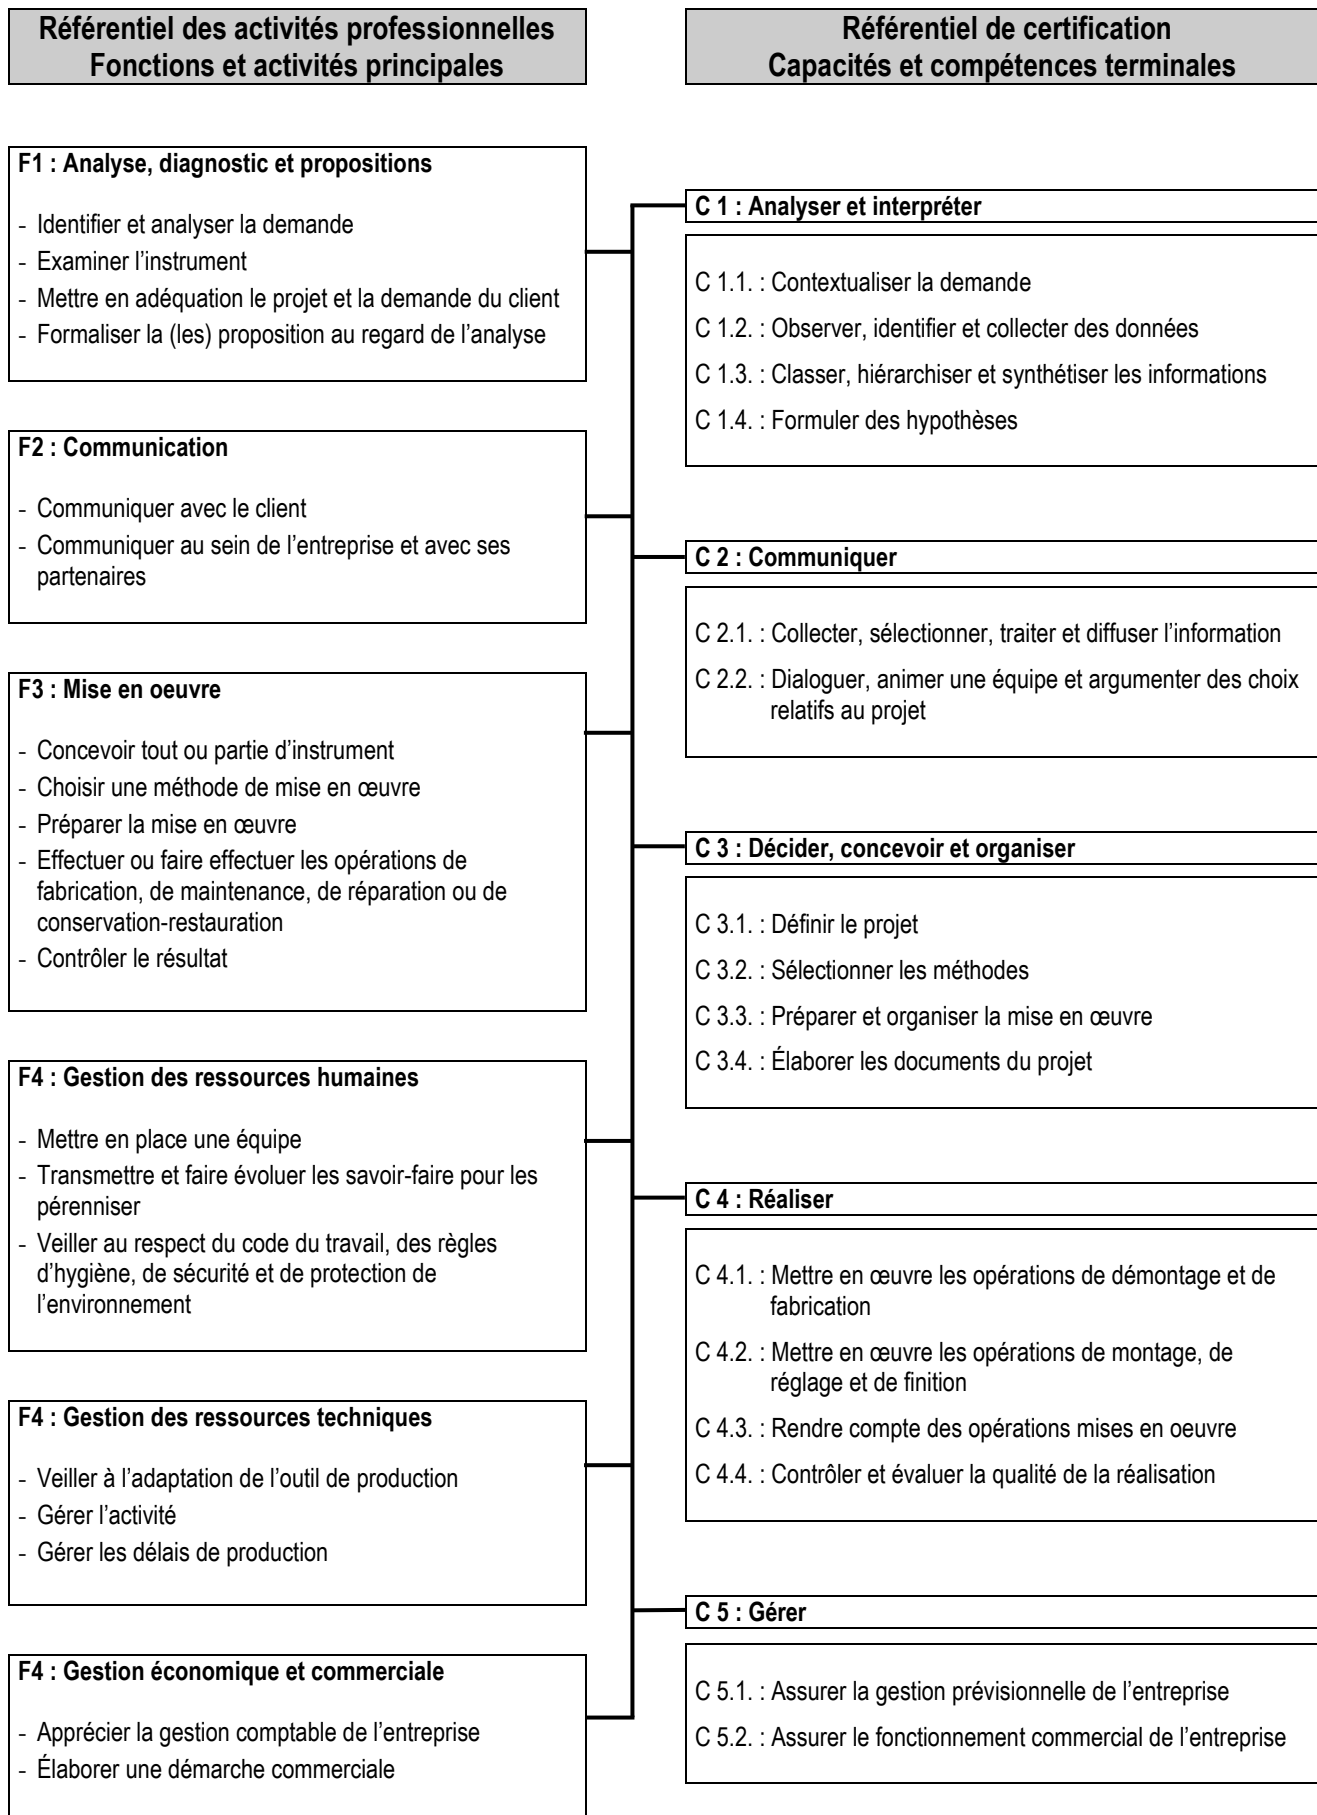 Référentiel des activités professionnelles
Fonctions et activités principales
F1 : Analyse, diagnostic et propositions
- Identifier et analyser la demande
- Examiner l’instrument
- Mettre en adéquation le projet et la demande du client
- Formaliser la (les) proposition au regard de l’analyse
F2 : Communication
- Communiquer avec le client
- Communiquer au sein de l’entreprise et avec ses
partenaires
F3 : Mise en oeuvre
- Concevoir tout ou partie d’instrument
- Choisir une méthode de mise en œuvre
- Préparer la mise en œuvre
- Effectuer ou faire effectuer les opérations de
fabrication, de maintenance, de réparation ou de
conservation-restauration
- Contrôler le résultat
F4 : Gestion des ressources humaines
- Mettre en place une équipe
- Transmettre et faire évoluer les savoir-faire pour les
pérenniser
- Veiller au respect du code du travail, des règles
d’hygiène, de sécurité et de protection de
l’environnement
F4 : Gestion des ressources techniques
- Veiller à l’adaptation de l’outil de production
- Gérer l’activité
- Gérer les délais de production
F4 : Gestion économique et commerciale
- Apprécier la gestion comptable de l’entreprise
- Élaborer une démarche commerciale
Référentiel de certification
Capacités et compétences terminales
C 1 : Analyser et interpréter
C 1.1. : Contextualiser la demande
C 1.2. : Observer, identifier et collecter des données
C 1.3. : Classer, hiérarchiser et synthétiser les informations
C 1.4. : Formuler des hypothèses
C 2 : Communiquer
C 2.1. : Collecter, sélectionner, traiter et diffuser l’information
C 2.2. : Dialoguer, animer une équipe et argumenter des choix
relatifs au projet
C 3 : Décider, concevoir et organiser
C 3.1. : Définir le projet
C 3.2. : Sélectionner les méthodes
C 3.3. : Préparer et organiser la mise en œuvre
C 3.4. : Élaborer les documents du projet
C 4 : Réaliser
C 4.1. : Mettre en œuvre les opérations de démontage et de
fabrication
C 4.2. : Mettre en œuvre les opérations de montage, de
réglage et de finition
C 4.3. : Rendre compte des opérations mises en oeuvre
C 4.4. : Contrôler et évaluer la qualité de la réalisation
C 5 : Gérer
C 5.1. : Assurer la gestion prévisionnelle de l’entreprise
C 5.2. : Assurer le fonctionnement commercial de l’entreprise